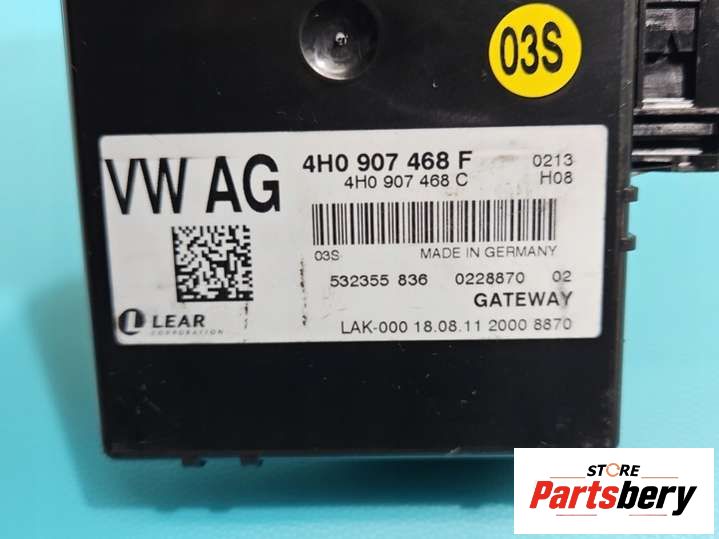 03S
VW AG
4H0 907 468 F 0213
4H0 907 468 C H08
03S MADE IN GERMANY
532355 836 0228870 02
GATEWAY
LEAR
CORPORATION
LAK-000 18.08.11 2000 8870
STORE
Partsbery